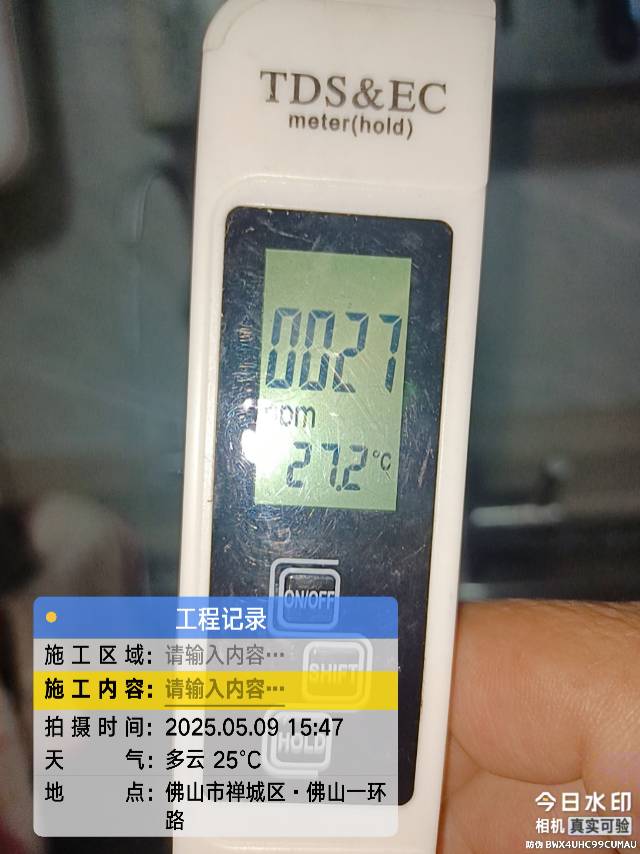 TDS&EC
meter(hold)
0027
ppm
27.2°C
ON/OFF
SHIFT
HOLD
工程记录
施工区域: 请输入内容…
施工内容: 请输入内容…
拍摄时间: 2025.05.09 15:47
天气: 多云 25℃
地点: 佛山市禅城区·佛山一环
路
今日水印
相机 真实可验
防伪 BWX4UHC99CUMAU